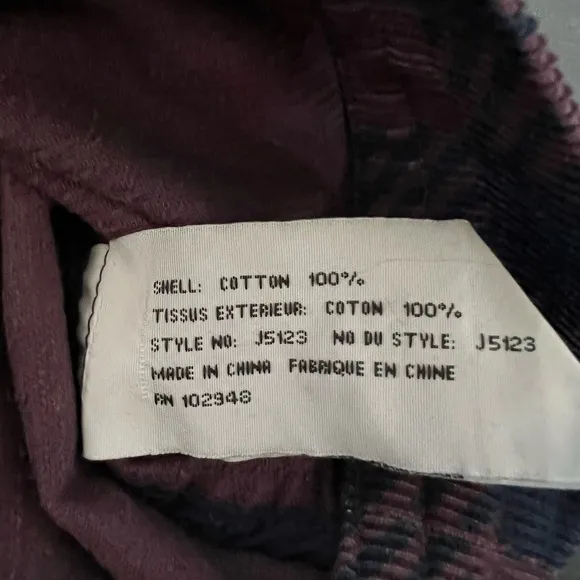 SHELL: COTTON 100%
TISSUS EXTERIEUR: COTON 100%
STYLE NO: J5123 NO DU STYLE: J5123
MADE IN CHINA FABRIQUE EN CHINE
RN 102948